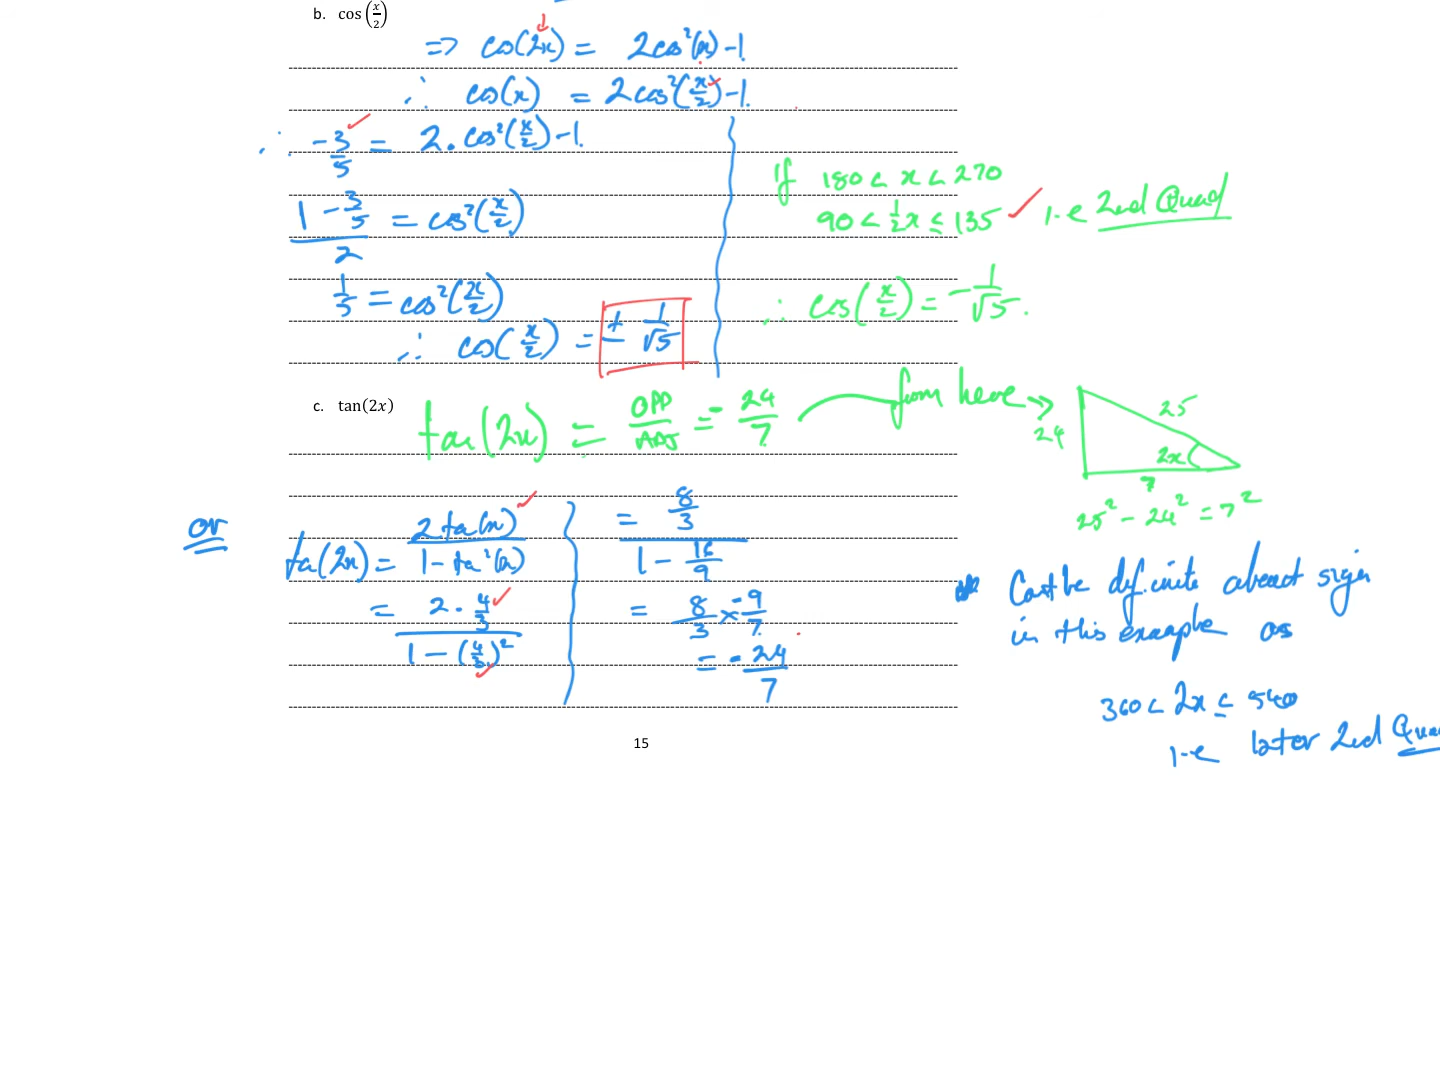 b. cos(x/2)
=> cos(2x) = 2cos²(x) - 1
∴ cos(x) = 2cos²(x/2) - 1
∴ -3/5 = 2.cos²(x/2) - 1
(1 - 3/5)/2 = cos²(x/2)
1/5 = cos²(x/2)
∴ cos(x/2) = ± 1/√5
If 180 < x < 270
90 < 1/2 x ≤ 135 ✓ i-e 2nd Quad
∴ cos(x/2) = -1/√5.
c. tan(2x)
tan(2x) = OPP/ADJ = -24/7 from here →
25
24
2x
7
25² - 24² = 7²
or
tan(2x) = 2.tan(x)/(1 - tan²(x))
= (2 . 4/3)/(1 - (4/3)²)
= (8/3)/(1 - 16/9)
= 8/3 × -9/7
= -24/7
Can't be definite about sign
in this example as
360 < 2x ≤ 540
i-e 1st or 2nd Quad
15